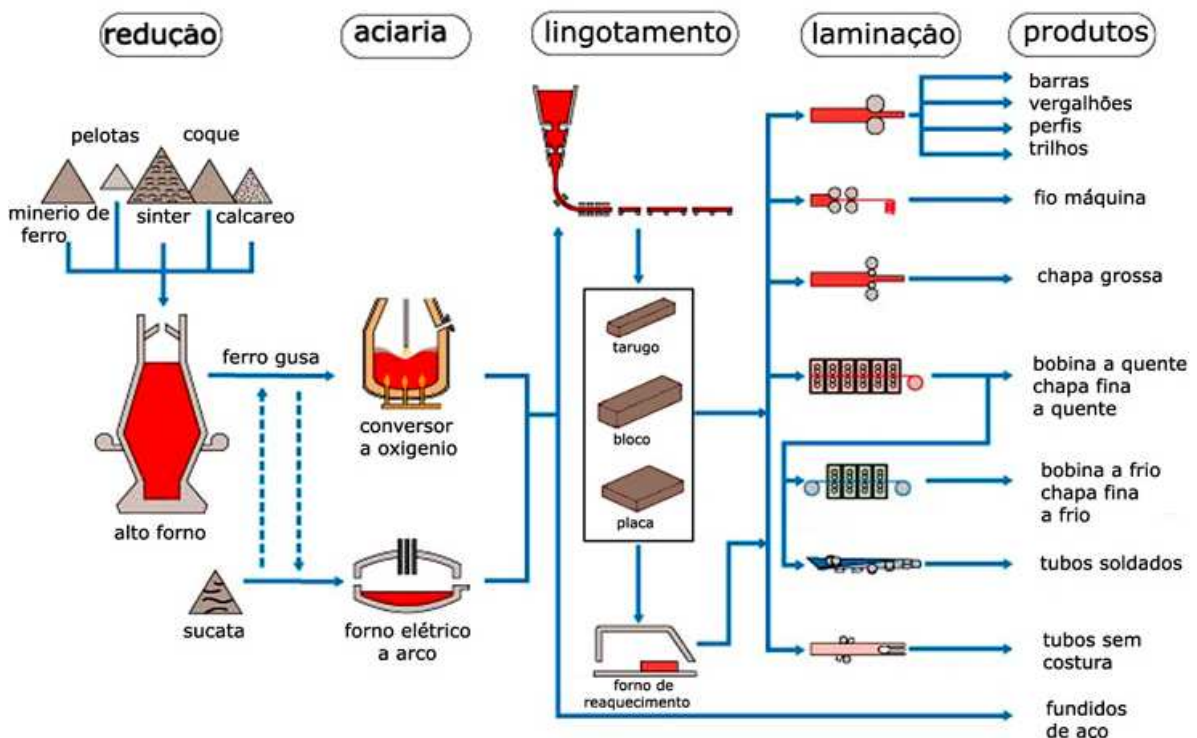 redução
aciaria
lingotamento
laminação
produtos
pelotas
coque
minerio de
ferro
sinter
calcareo
alto forno
ferro gusa
sucata
conversor
a oxigenio
forno elétrico
a arco
tarugo
bloco
placa
forno de
reaquecimento
barras
vergalhões
perfis
trilhos
fio máquina
chapa grossa
bobina a quente
chapa fina
a quente
bobina a frio
chapa fina
a frio
tubos soldados
tubos sem
costura
fundidos
de aco